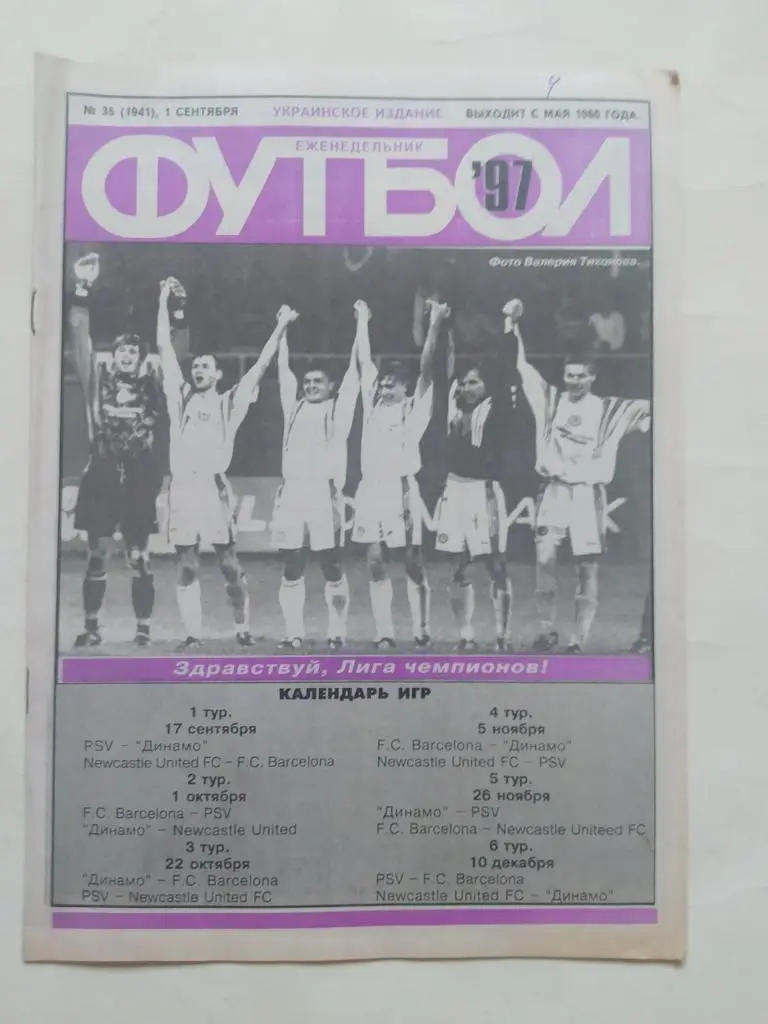 4
№ 35 (1941), 1 СЕНТЯБРЯ УКРАИНСКОЕ ИЗДАНИЕ ВЫХОДИТ С МАЯ 1960 ГОДА.
ЕЖЕНЕДЕЛЬНИК
ФУТБОЛ '97
Фото Валерия Тихонова.
Здравствуй, Лига чемпионов!
КАЛЕНДАРЬ ИГР
1 тур.
17 сентября
PSV – "Динамо"
Newcastle United FC – F.C. Barcelona
2 тур.
1 октября
F.C. Barcelona – PSV
"Динамо" – Newcastle United
3 тур.
22 октября
"Динамо" – F.C. Barcelona
PSV – Newcastle United FC
4 тур.
5 ноября
F.C. Barcelona – "Динамо"
Newcastle United FC – PSV
5 тур.
26 ноября
"Динамо" – PSV
F.C. Barcelona – Newcastle Uniteed FC
6 тур.
10 декабря
PSV – F.C. Barcelona
Newcastle United FC – "Динамо"